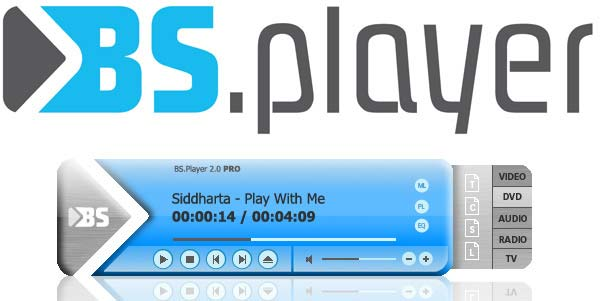 BS.player
BS.Player 2.0 PRO
Siddharta - Play With Me
00:00:14 / 00:04:09
BS
ML
PL
EQ
T
C
S
L
VIDEO
DVD
AUDIO
RADIO
TV